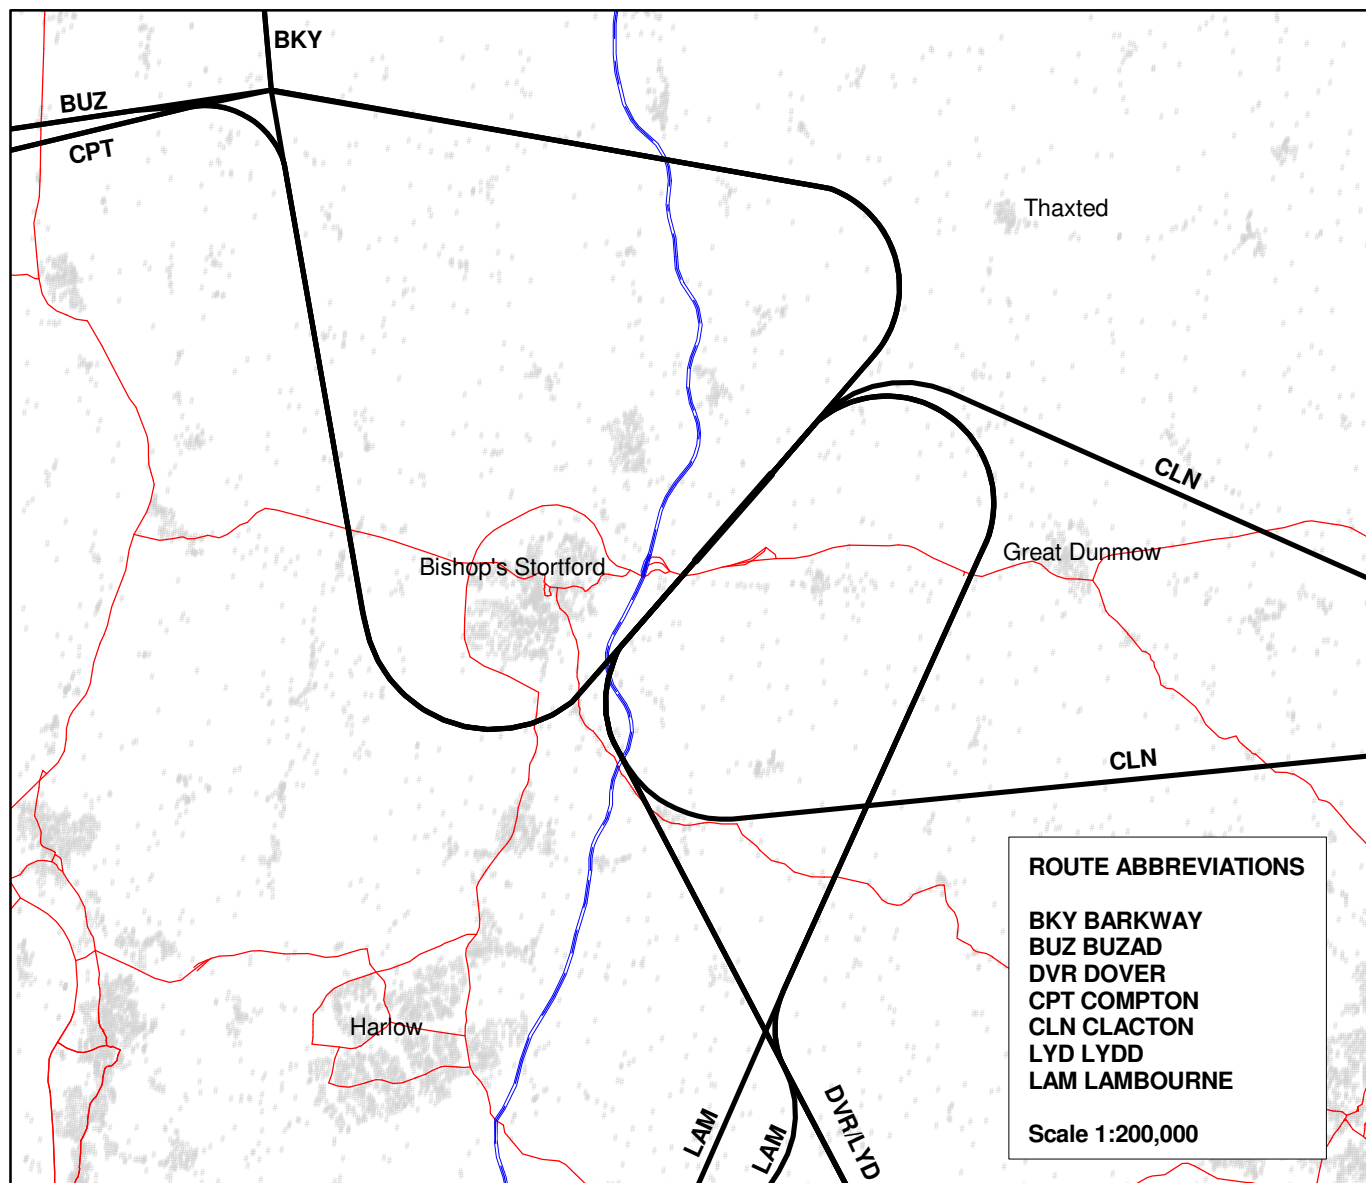 BKY
BUZ
CPT
Thaxted
CLN
Great Dunmow
Bishop's Stortford
CLN
Harlow
LAM
LAM
DVR/LYD
ROUTE ABBREVIATIONS
BKY BARKWAY
BUZ BUZAD
DVR DOVER
CPT COMPTON
CLN CLACTON
LYD LYDD
LAM LAMBOURNE
Scale 1:200,000